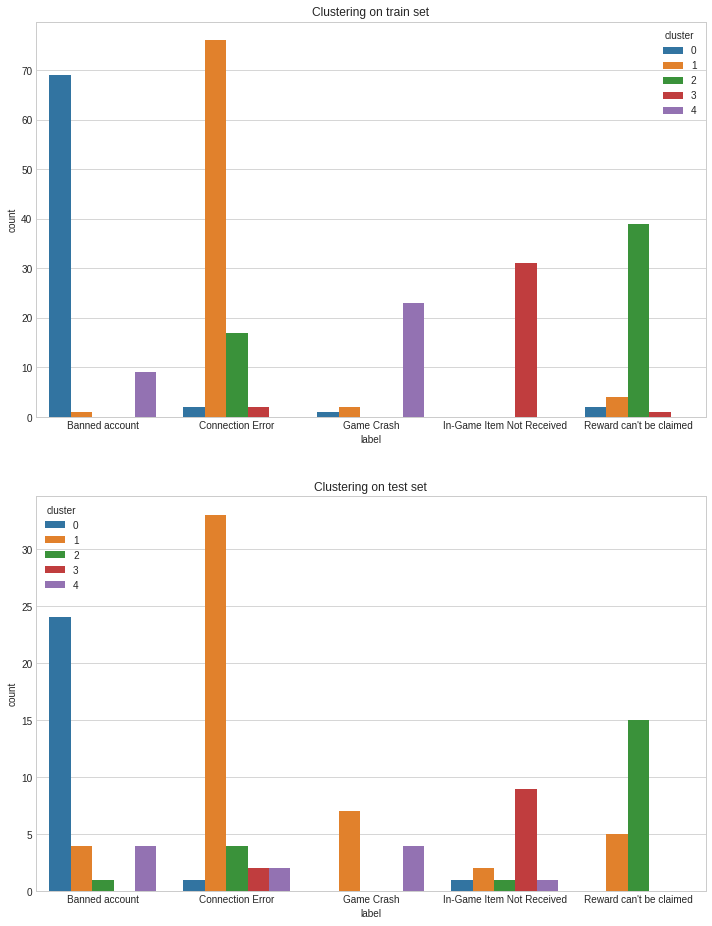 Clustering on train set
cluster
0
1
2
3
4
70
60
50
40
30
20
10
0
count
Banned account Connection Error Game Crash In-Game Item Not Received Reward can't be claimed
label
Clustering on test set
cluster
0
1
2
3
4
30
25
20
15
10
5
0
count
Banned account Connection Error Game Crash In-Game Item Not Received Reward can't be claimed
label